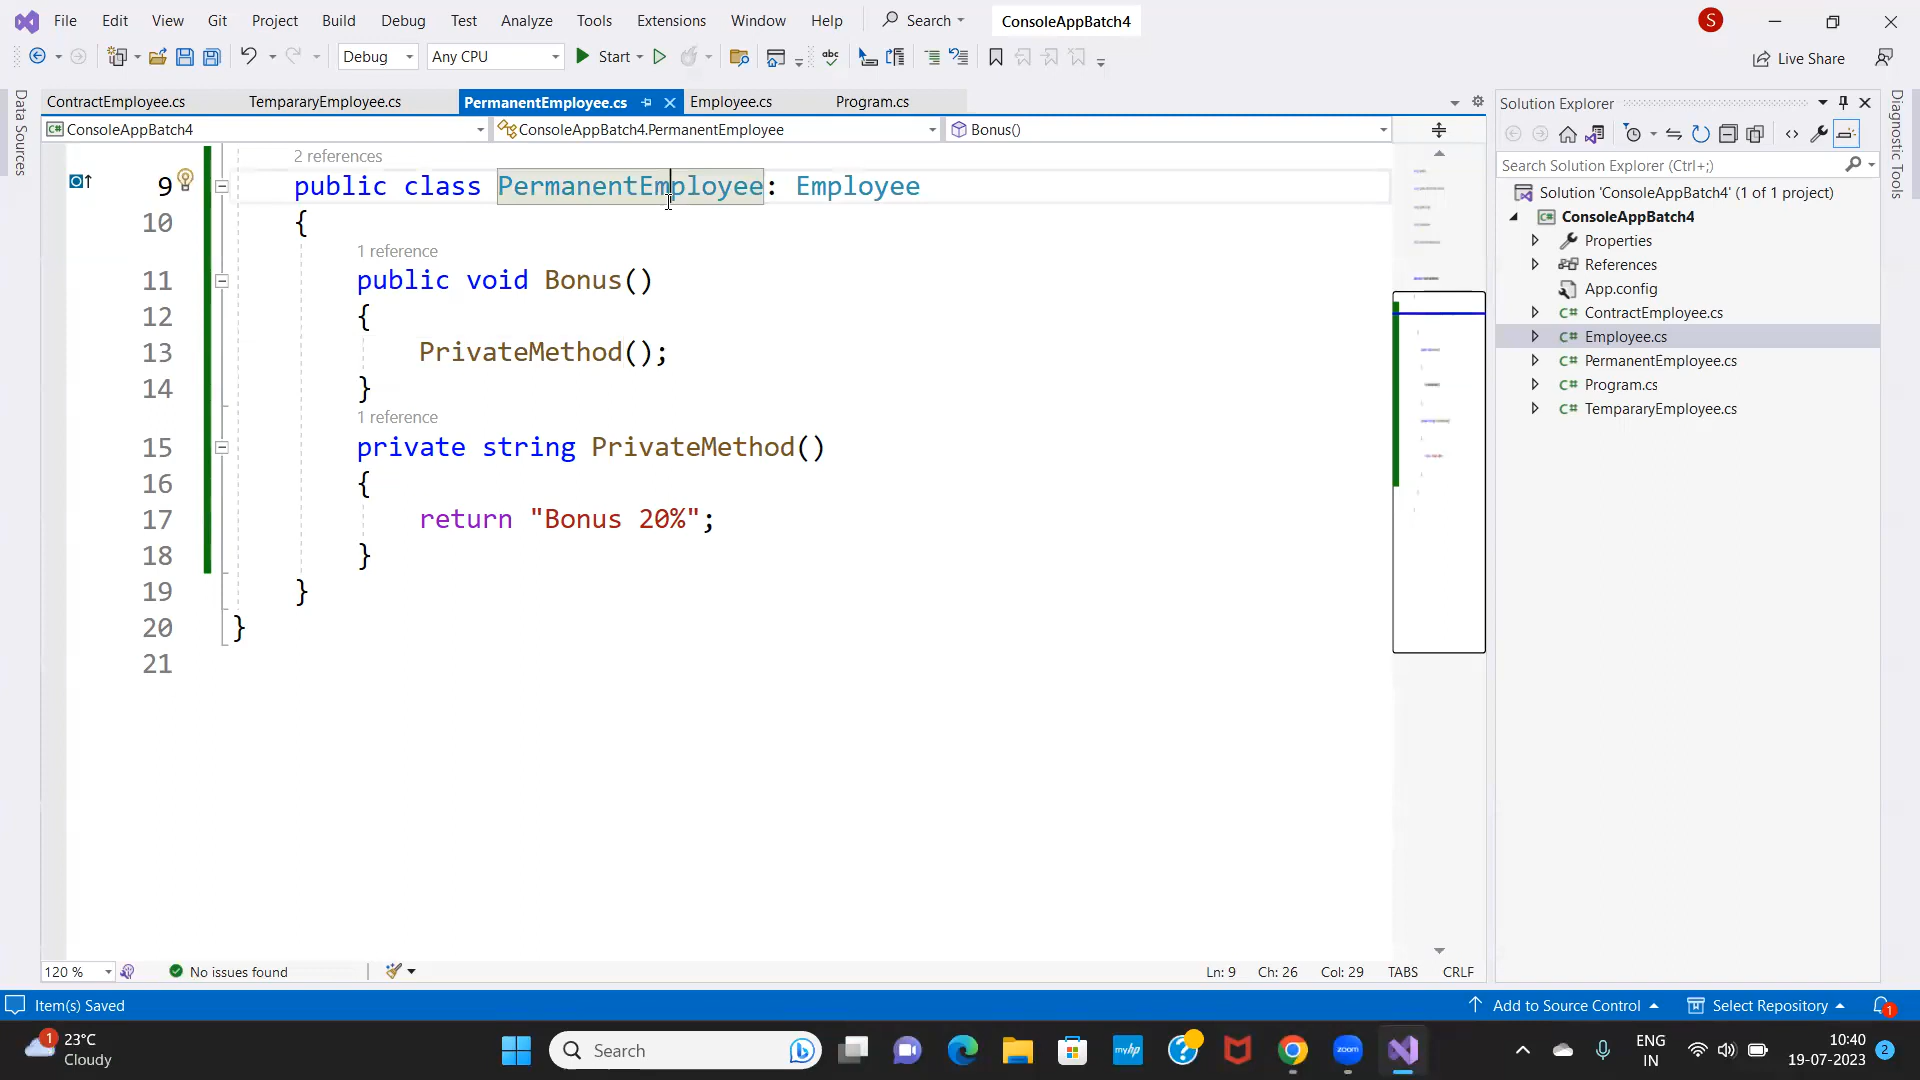 File Edit View Git Project Build Debug Test Analyze Tools Extensions Window Help Search ConsoleAppBatch4 S
Debug Any CPU Start abc Live Share
ContractEmployee.cs TempararyEmployee.cs PermanentEmployee.cs Employee.cs Program.cs
ConsoleAppBatch4 ConsoleAppBatch4.PermanentEmployee Bonus()
2 references
9 public class PermanentEmployee: Employee
10 {
1 reference
11 public void Bonus()
12 {
13 PrivateMethod();
14 }
1 reference
15 private string PrivateMethod()
16 {
17 return "Bonus 20%";
18 }
19 }
20 }
21
120 % No issues found Ln: 9 Ch: 26 Col: 29 TABS CRLF
Data Sources
Solution Explorer
Search Solution Explorer (Ctrl+;)
Solution 'ConsoleAppBatch4' (1 of 1 project)
ConsoleAppBatch4
Properties
References
App.config
C# ContractEmployee.cs
C# Employee.cs
C# PermanentEmployee.cs
C# Program.cs
C# TempararyEmployee.cs
Diagnostic Tools
Item(s) Saved Add to Source Control Select Repository 1
1 23°C
Cloudy
Search
myhp
zoom
ENG
IN
10:40
19-07-2023
2